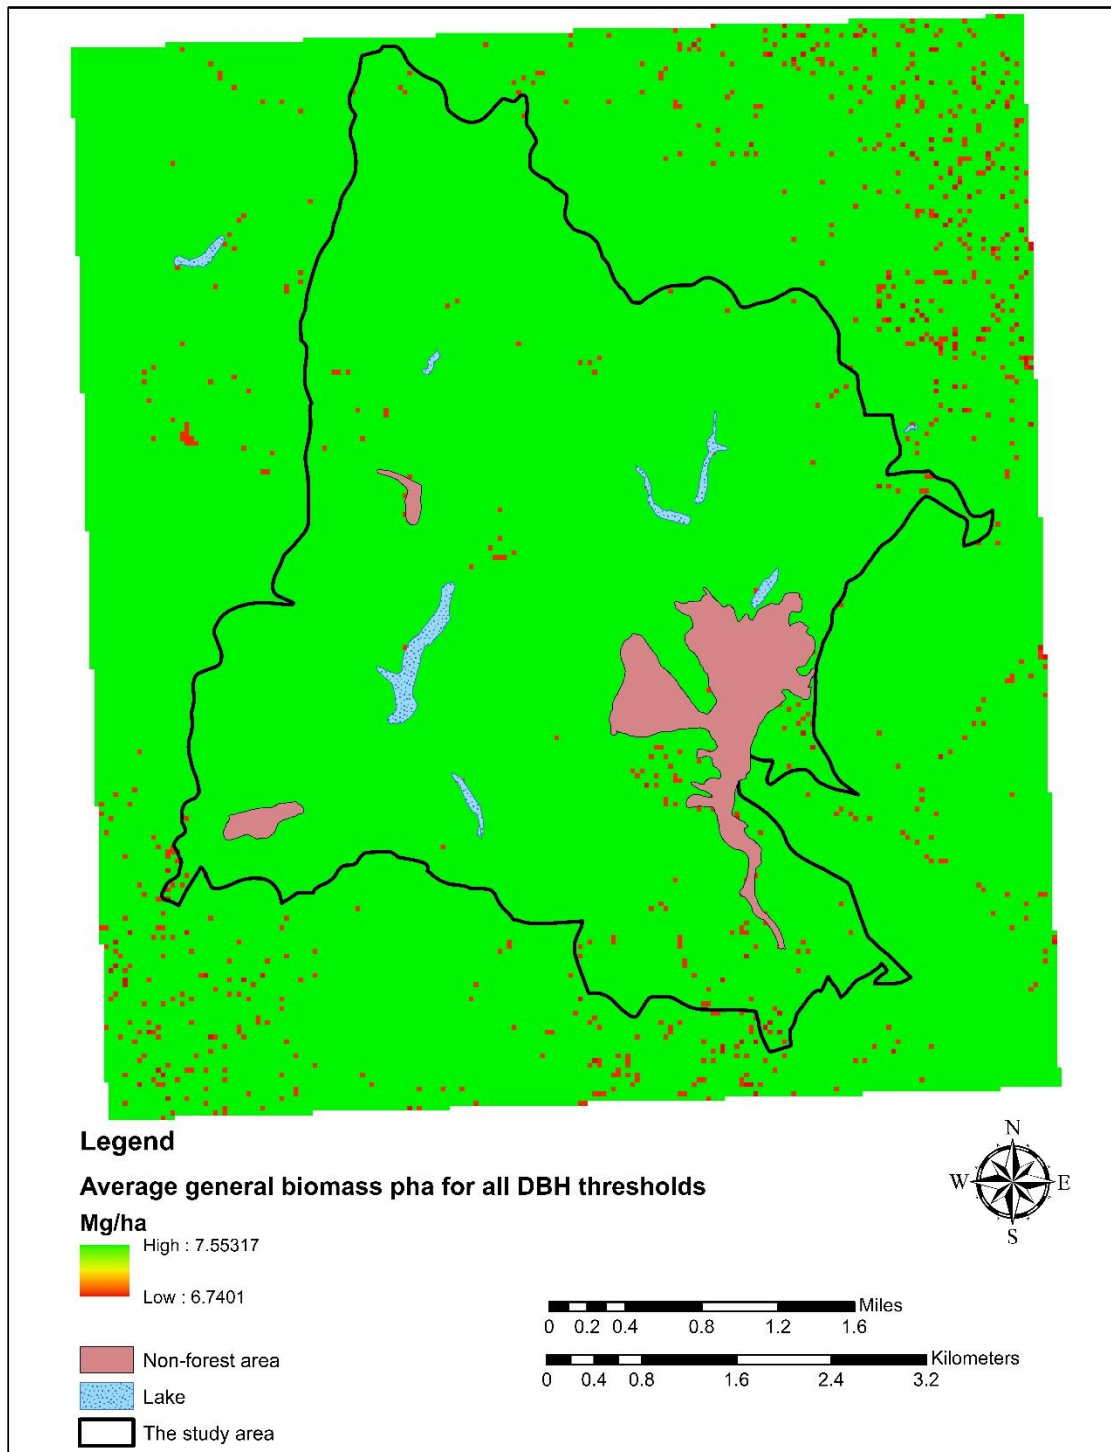 Legend
Average general biomass pha for all DBH thresholds
Mg/ha
High : 7.55317
Low : 6.7401
Non-forest area
Lake
The study area
N
W E
S
Miles
0 0.2 0.4 0.8 1.2 1.6
Kilometers
0 0.4 0.8 1.6 2.4 3.2